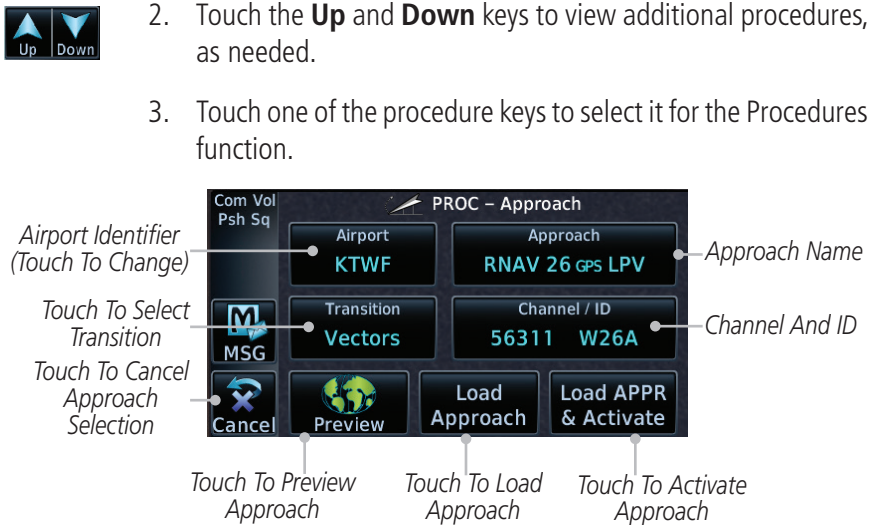 Up Down
2. Touch the Up and Down keys to view additional procedures,
as needed.
3. Touch one of the procedure keys to select it for the Procedures
function.
Com Vol
Psh Sq
PROC – Approach
Airport Identifier
(Touch To Change)
Airport
KTWF
Approach
RNAV 26 GPS LPV
Approach Name
Touch To Select
Transition
MSG
Transition
Vectors
Channel / ID
56311 W26A
Channel And ID
Touch To Cancel
Approach
Selection
Cancel
Preview
Load
Approach
Load APPR
& Activate
Touch To Preview
Approach
Touch To Load
Approach
Touch To Activate
Approach